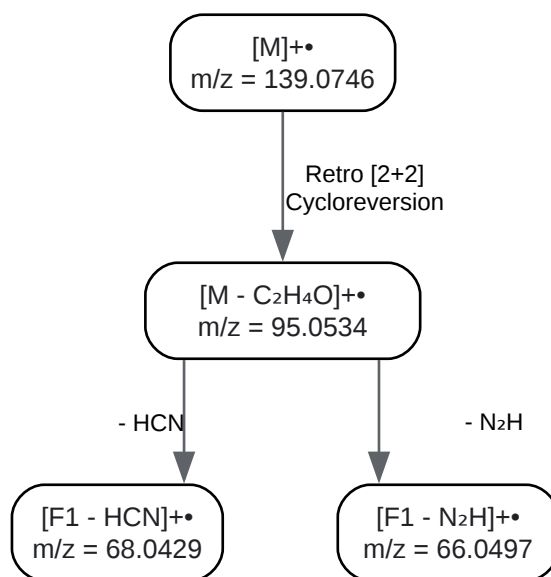 [M]+•
m/z = 139.0746
Retro [2+2]
Cycloreversion
[M - C₂H₄O]+•
m/z = 95.0534
- HCN
- N₂H
[F1 - HCN]+•
m/z = 68.0429
[F1 - N₂H]+•
m/z = 66.0497